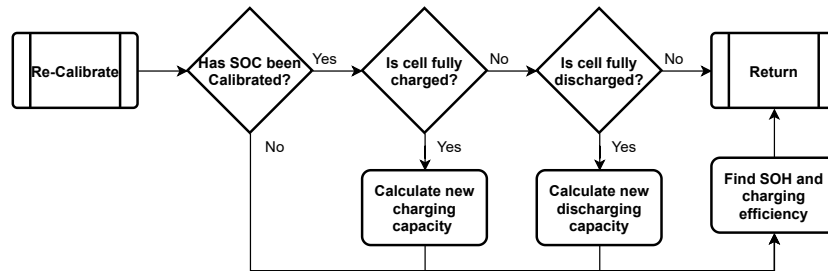 Re-Calibrate
Has SOC been
Calibrated?
Yes
Is cell fully
charged?
No
Is cell fully
discharged?
No
Return
No
Yes
Yes
Calculate new
charging
capacity
Calculate new
discharging
capacity
Find SOH and
charging
efficiency